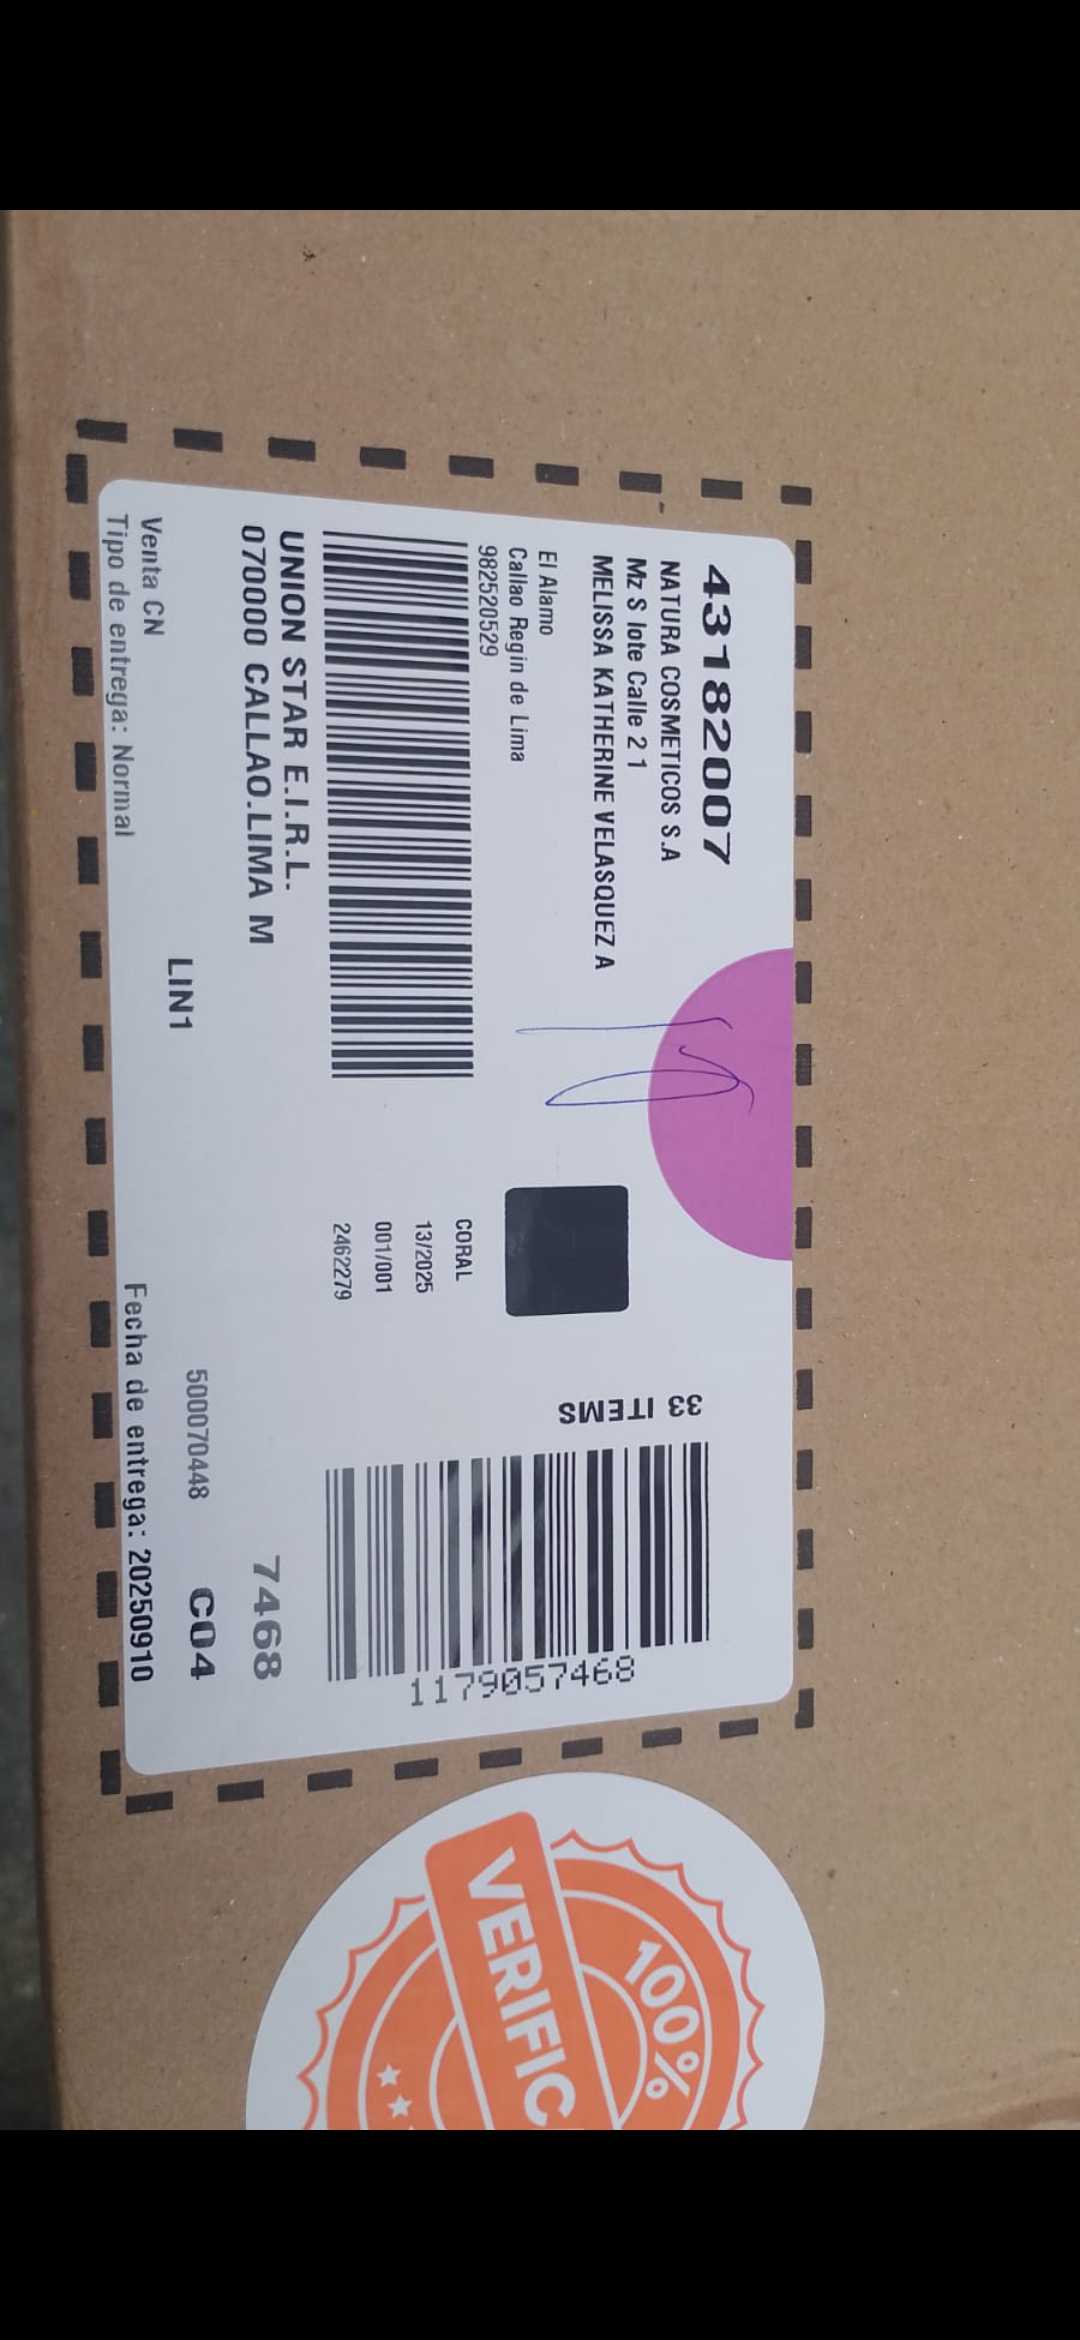 43182007
NATURA COSMETICOS S.A
Mz S lote Calle 2 1
MELISSA KATHERINE VELASQUEZ A
El Alamo
Callao Regin de Lima
982520529
UNION STAR E.I.R.L.
070000 CALLAO.LIMA M
LIN1
Venta CN
Tipo de entrega: Normal
CORAL
13/2025
001/001
2462279
33 ITEMS
1179057468
7468
500070448
C04
Fecha de entrega: 20250910
100%
VERIFIC